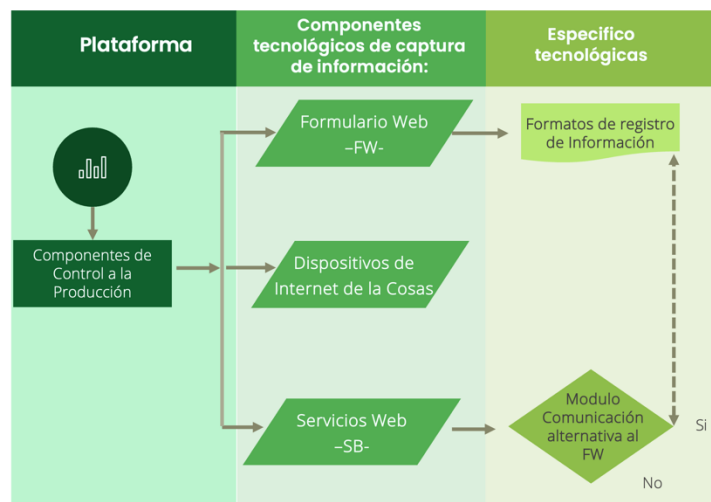 Plataforma
Componentes
tecnológicos de captura
de información:
Especifico
tecnológicas
Formulario Web
–FW-
Formatos de registro
de Información
Componentes de
Control a la
Producción
Dispositivos de
Internet de la Cosas
Servicios Web
–SB-
Modulo
Comunicación
alternativa al
FW
Si
No